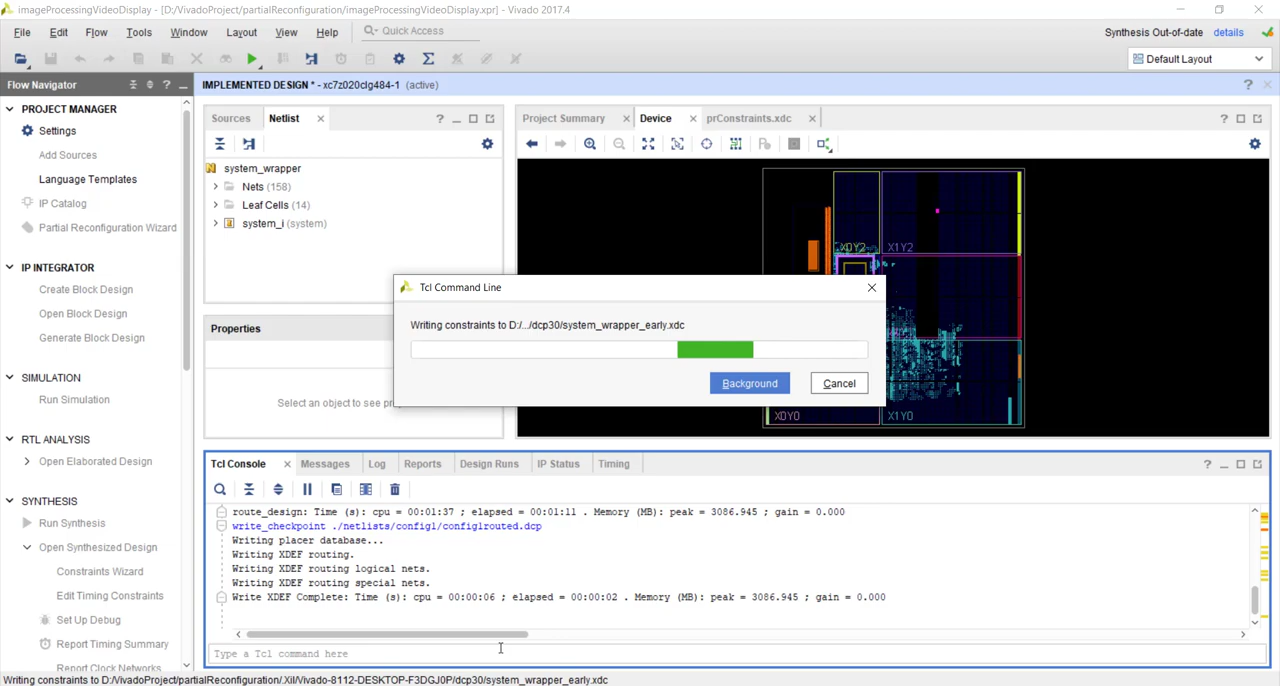 imageProcessingVideoDisplay - [D:/VivadoProject/partialReconfiguration/imageProcessingVideoDisplay.xpr] - Vivado 2017.4
File Edit Flow Tools Window Layout View Help Quick Access
Synthesis Out-of-date details
Default Layout
Flow Navigator
IMPLEMENTED DESIGN * - xc7z020clg484-1 (active)
PROJECT MANAGER
Settings
Add Sources
Language Templates
IP Catalog
Partial Reconfiguration Wizard
IP INTEGRATOR
Create Block Design
Open Block Design
Generate Block Design
SIMULATION
Run Simulation
RTL ANALYSIS
Open Elaborated Design
SYNTHESIS
Run Synthesis
Open Synthesized Design
Constraints Wizard
Edit Timing Constraints
Set Up Debug
Report Timing Summary
Report Clock Networks
Sources Netlist
system_wrapper
Nets (158)
Leaf Cells (14)
system_i (system)
Properties
Select an object to see pr
Project Summary Device prConstraints.xdc
X0Y2 X1Y2
X0Y0 X1Y0
Tcl Command Line
Writing constraints to D:/.../dcp30/system_wrapper_early.xdc
Background Cancel
Tcl Console Messages Log Reports Design Runs IP Status Timing
route_design: Time (s): cpu = 00:01:37 ; elapsed = 00:01:11 . Memory (MB): peak = 3086.945 ; gain = 0.000
write_checkpoint ./netlists/config1/config1routed.dcp
Writing placer database...
Writing XDEF routing.
Writing XDEF routing logical nets.
Writing XDEF routing special nets.
Write XDEF Complete: Time (s): cpu = 00:00:06 ; elapsed = 00:00:02 . Memory (MB): peak = 3086.945 ; gain = 0.000
Type a Tcl command here
Writing constraints to D:/VivadoProject/partialReconfiguration/.Xil/Vivado-8112-DESKTOP-F3DGJ0P/dcp30/system_wrapper_early.xdc